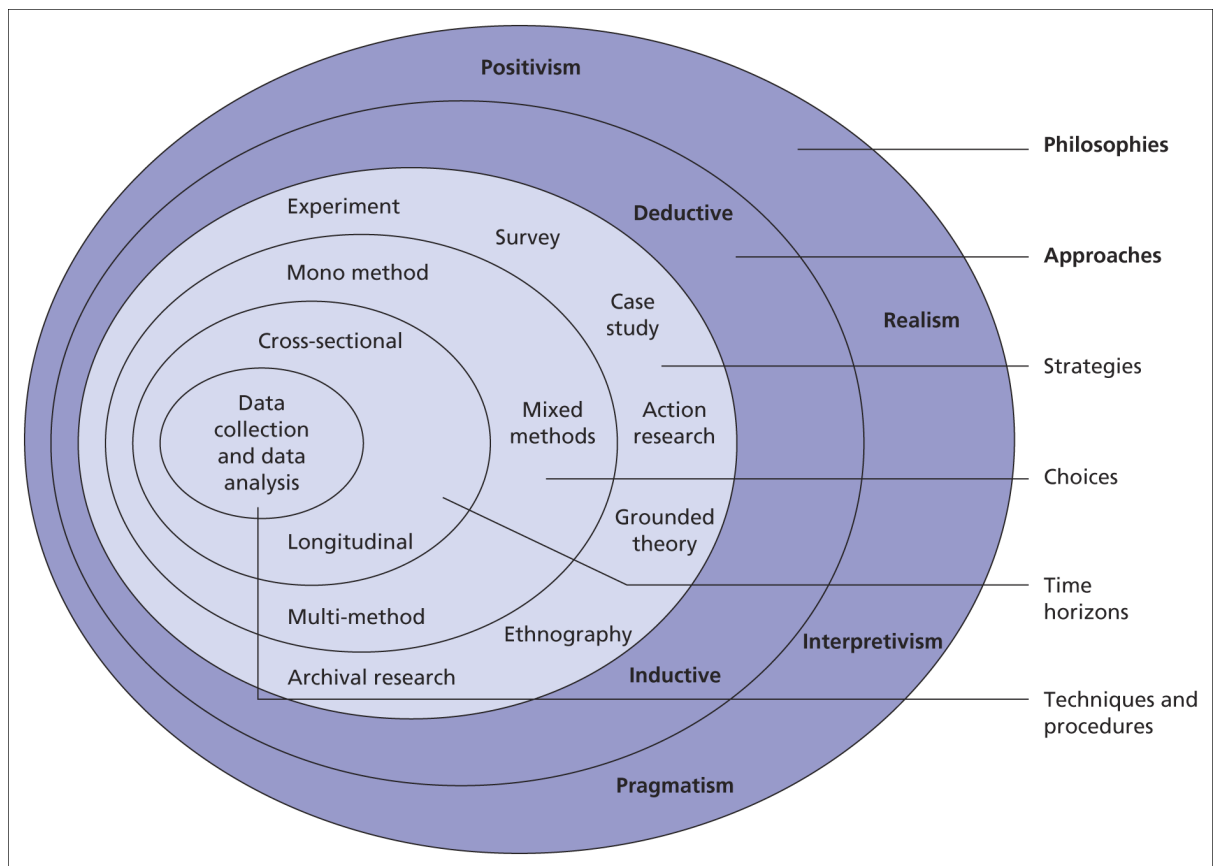 Positivism
Philosophies
Experiment
Deductive
Survey
Approaches
Mono method
Case
study
Realism
Cross-sectional
Strategies
Data
collection
and data
analysis
Mixed
methods
Action
research
Choices
Grounded
theory
Longitudinal
Time
horizons
Multi-method
Ethnography
Interpretivism
Archival research
Inductive
Techniques and
procedures
Pragmatism